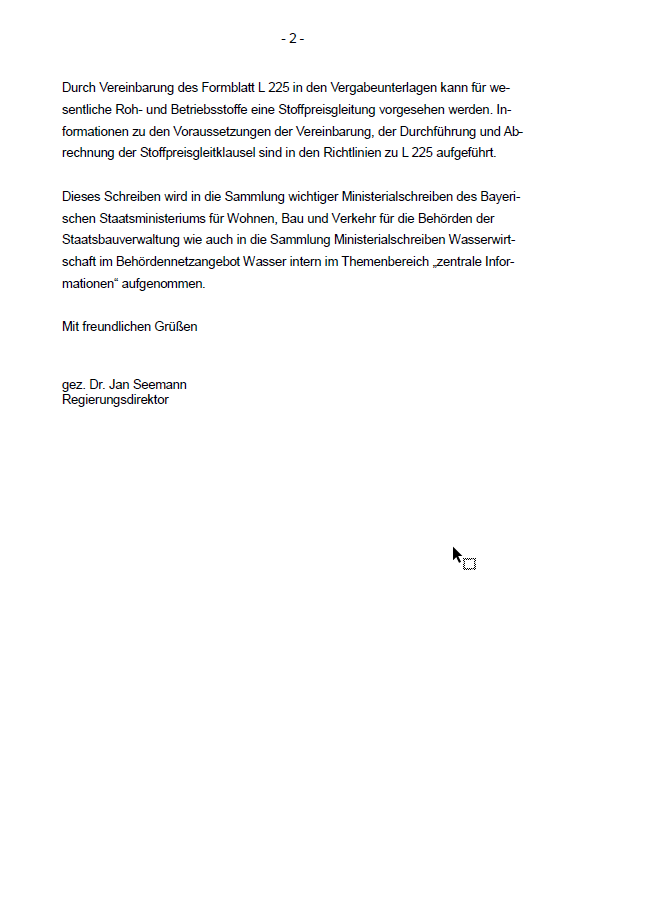 - 2 -
Durch Vereinbarung des Formblatt L 225 in den Vergabeunterlagen kann für we-
sentliche Roh- und Betriebsstoffe eine Stoffpreisgleitung vorgesehen werden. In-
formationen zu den Voraussetzungen der Vereinbarung, der Durchführung und Ab-
rechnung der Stoffpreisgleitklausel sind in den Richtlinien zu L 225 aufgeführt.
Dieses Schreiben wird in die Sammlung wichtiger Ministerialschreiben des Bayeri-
schen Staatsministeriums für Wohnen, Bau und Verkehr für die Behörden der
Staatsbauverwaltung wie auch in die Sammlung Ministerialschreiben Wasserwirt-
schaft im Behördennetzangebot Wasser intern im Themenbereich „zentrale Infor-
mationen“ aufgenommen.
Mit freundlichen Grüßen
gez. Dr. Jan Seemann
Regierungsdirektor